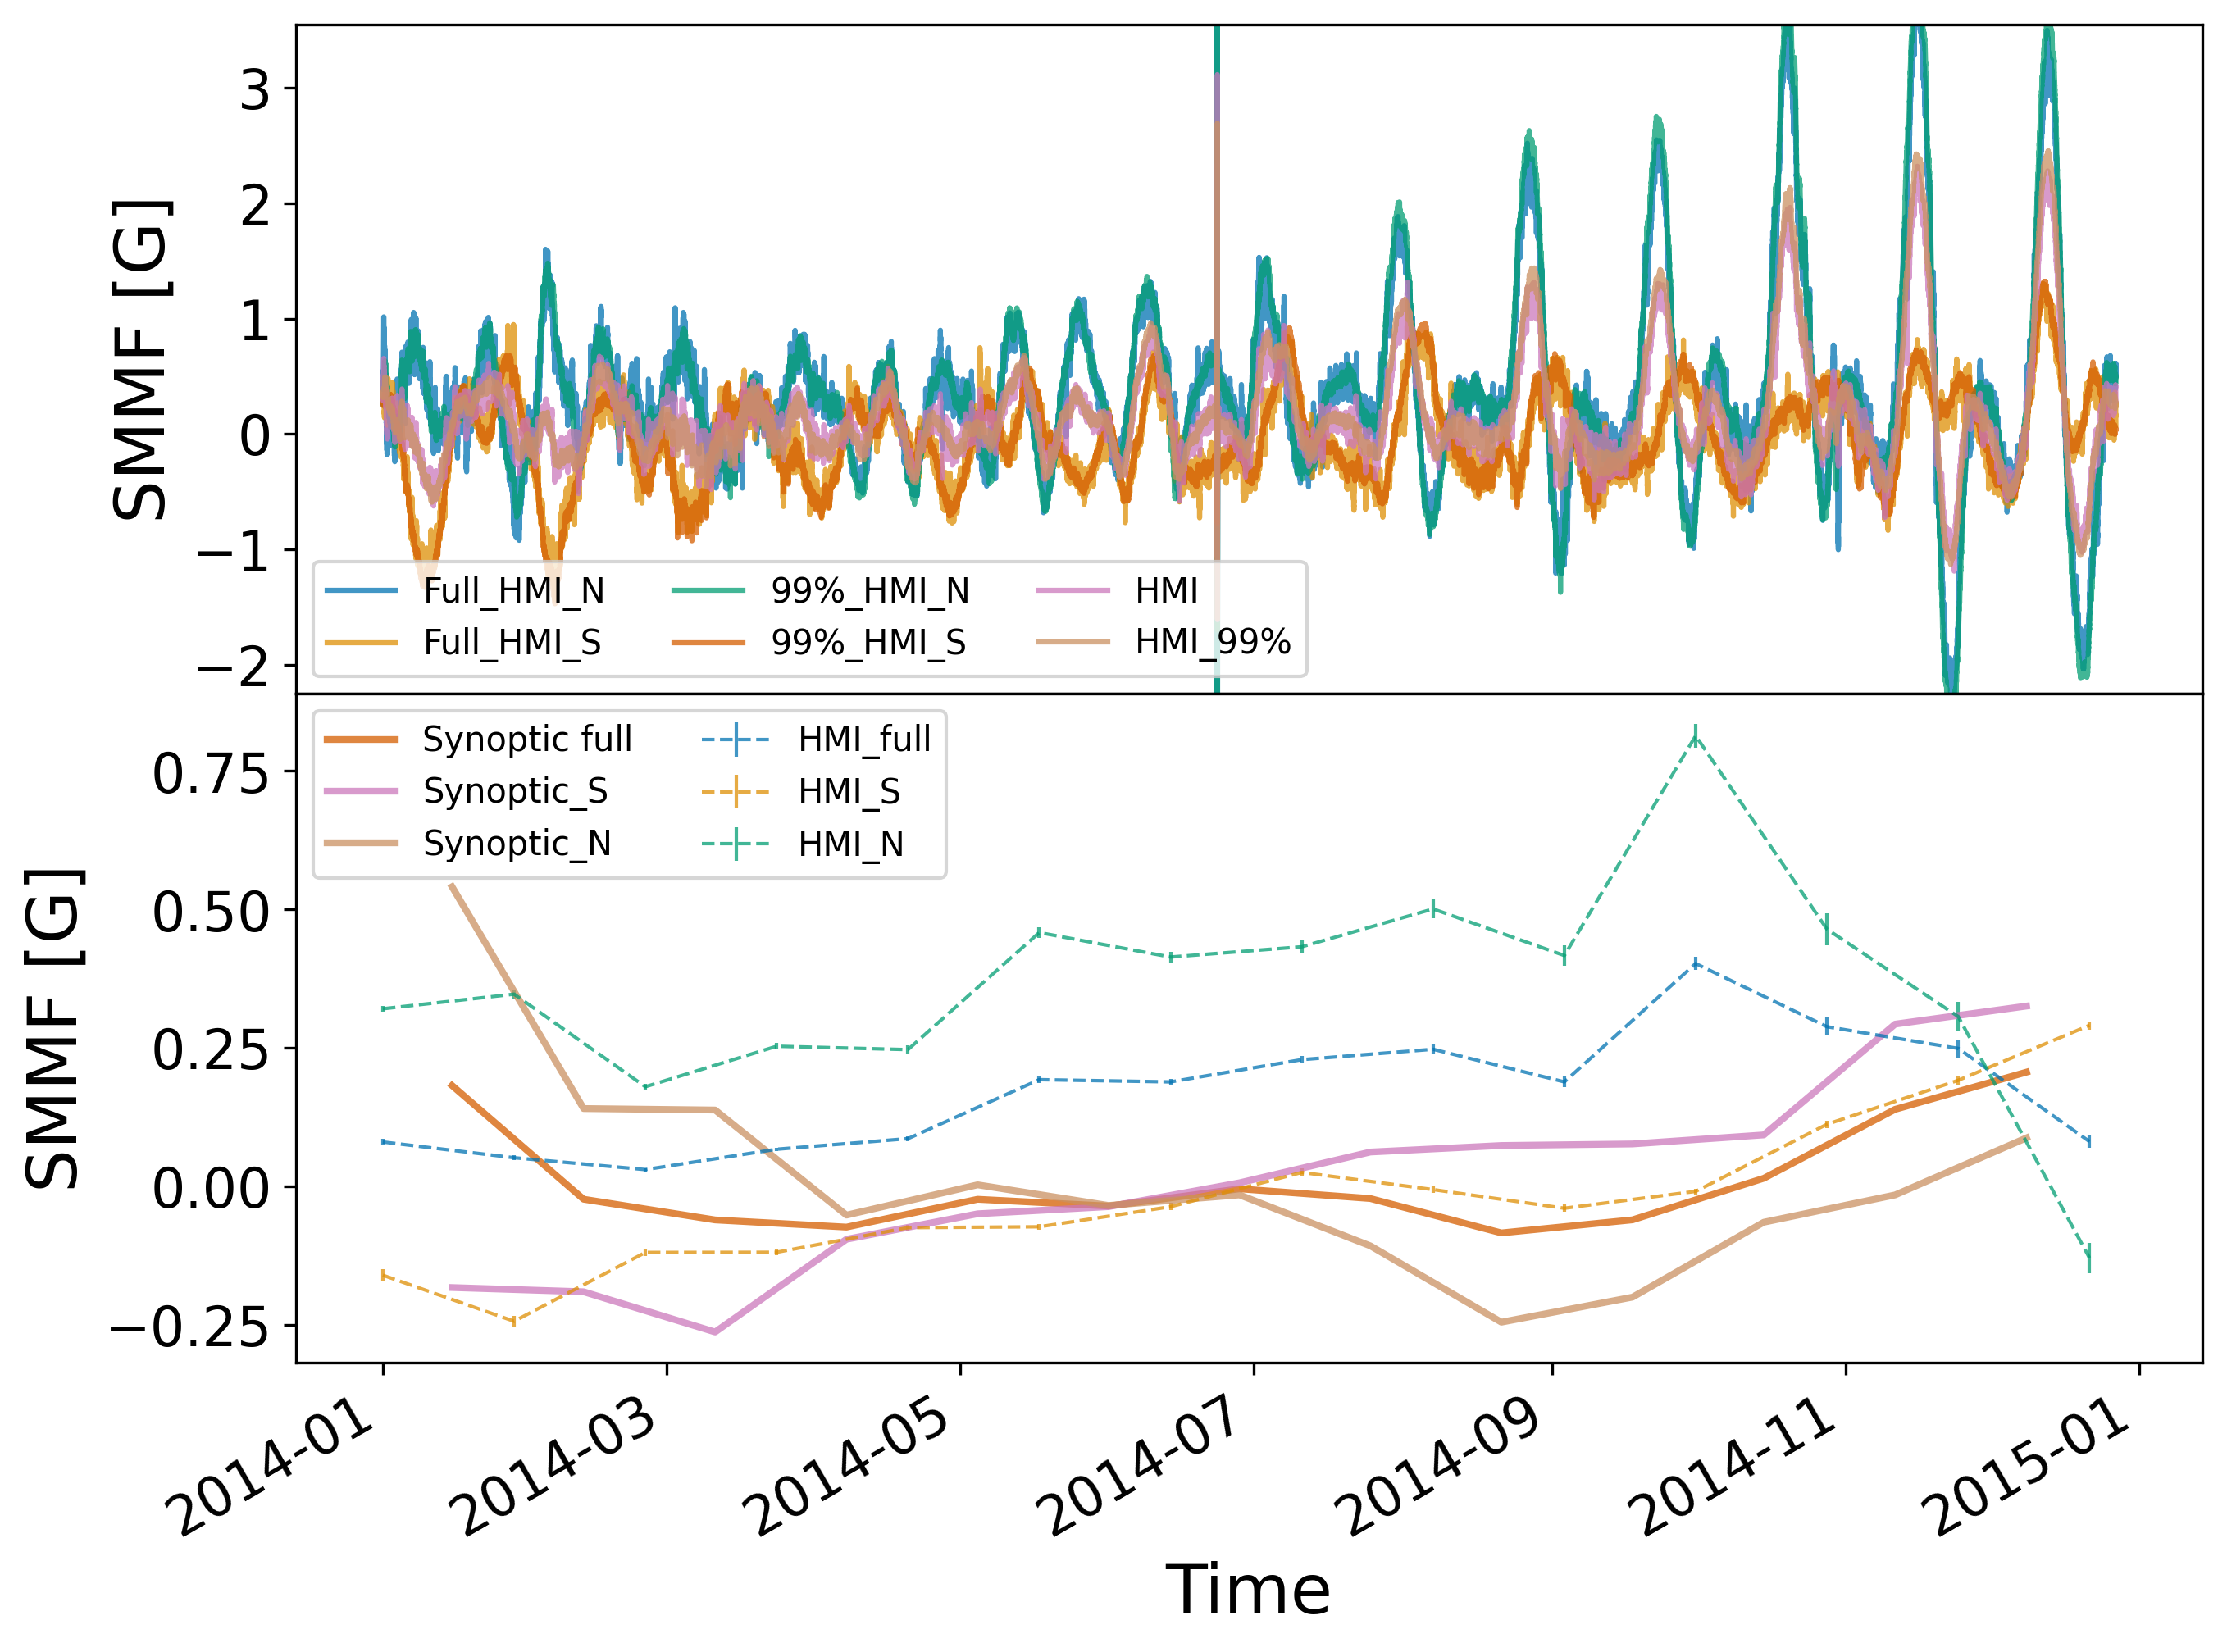 SMMF [G]
3
2
1
0
−1
−2
Full_HMI_N 99%_HMI_N HMI
Full_HMI_S 99%_HMI_S HMI_99%
SMMF [G]
0.75
0.50
0.25
0.00
−0.25
Synoptic full HMI_full
Synoptic_S HMI_S
Synoptic_N HMI_N
2014-01 2014-03 2014-05 2014-07 2014-09 2014-11 2015-01
Time